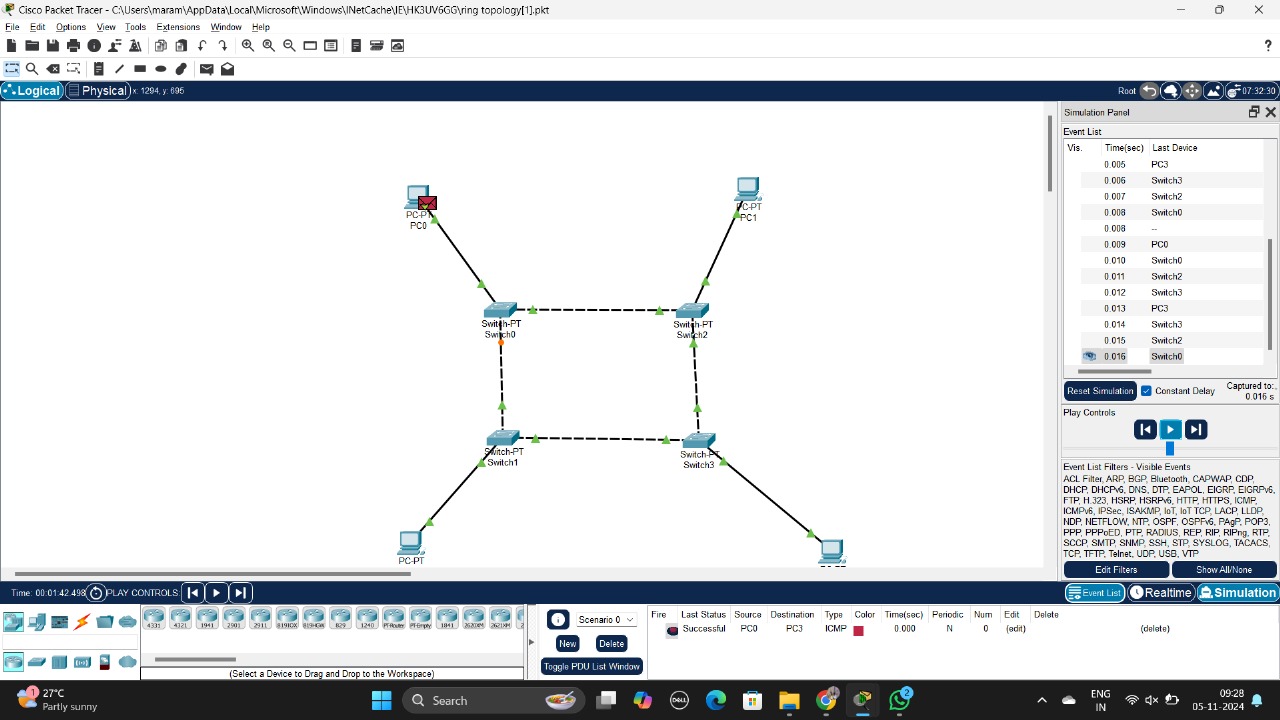 Cisco Packet Tracer - C:\Users\maram\AppData\Local\Microsoft\Windows\INetCache\IE\HK3UV6GG\ring topology[1].pkt
File Edit Options View Tools Extensions Window Help
Logical Physical x: 1294, y: 695 Root 07:32:30
Simulation Panel
Event List
Vis. Time(sec) Last Device
0.005 PC3
0.006 Switch3
0.007 Switch2
0.008 Switch0
0.008 --
0.009 PC0
0.010 Switch0
0.011 Switch2
0.012 Switch3
0.013 PC3
0.014 Switch3
0.015 Switch2
0.016 Switch0
Reset Simulation Constant Delay Captured to:
0.016 s
Play Controls
Event List Filters - Visible Events
ACL Filter, ARP, BGP, Bluetooth, CAPWAP, CDP,
DHCP, DHCPv6, DNS, DTP, EAPOL, EIGRP, EIGRPv6,
FTP, H.323, HSRP, HSRPv6, HTTP, HTTPS, ICMP,
ICMPv6, IPSec, ISAKMP, IoT, IoT TCP, LACP, LLDP,
NDP, NETFLOW, NTP, OSPF, OSPFv6, PAgP, POP3,
PPP, PPPoED, PTP, RADIUS, REP, RIP, RIPng, RTP,
SCCP, SMTP, SNMP, SSH, STP, SYSLOG, TACACS,
TCP, TFTP, Telnet, UDP, USB, VTP
Edit Filters Show All/None
PC-PT
PC0
PC-PT
PC1
Switch-PT
Switch0
Switch-PT
Switch2
Switch-PT
Switch1
Switch-PT
Switch3
PC-PT
Time: 00:01:42.498 PLAY CONTROLS: Event List Realtime Simulation
4331 4321 1941 2901 2911 819IOX 819HGW 829 1240 PT-Router PT-Empty 1841 2620XM 2621XM
(Select a Device to Drag and Drop to the Workspace)
Scenario 0
New Delete
Toggle PDU List Window
Fire Last Status Source Destination Type Color Time(sec) Periodic Num Edit Delete
Successful PC0 PC3 ICMP 0.000 N 0 (edit) (delete)
1
27°C
Partly sunny
Search
DELL
2
ENG
IN
09:28
05-11-2024